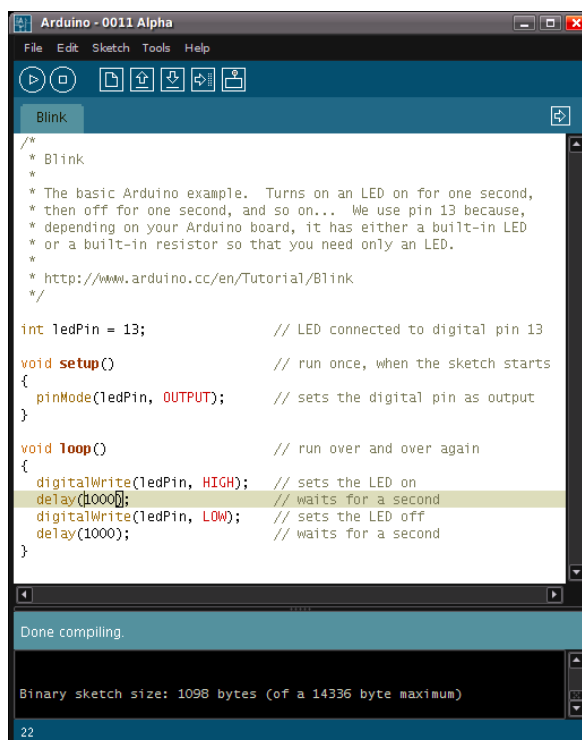 Arduino - 0011 Alpha
File Edit Sketch Tools Help
Blink
/*
 * Blink
 *
 * The basic Arduino example.  Turns on an LED on for one second,
 * then off for one second, and so on...  We use pin 13 because,
 * depending on your Arduino board, it has either a built-in LED
 * or a built-in resistor so that you need only an LED.
 *
 * http://www.arduino.cc/en/Tutorial/Blink
 */
int ledPin = 13;                // LED connected to digital pin 13
void setup()                    // run once, when the sketch starts
{
  pinMode(ledPin, OUTPUT);      // sets the digital pin as output
}
void loop()                     // run over and over again
{
  digitalWrite(ledPin, HIGH);   // sets the LED on
  delay(1000);                  // waits for a second
  digitalWrite(ledPin, LOW);    // sets the LED off
  delay(1000);                  // waits for a second
}
Done compiling.
Binary sketch size: 1098 bytes (of a 14336 byte maximum)
22